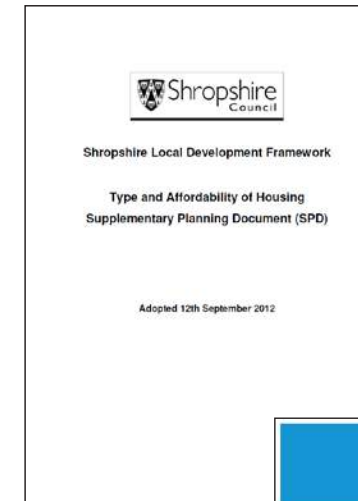 Shropshire
Council
Shropshire Local Development Framework
Type and Affordability of Housing
Supplementary Planning Document (SPD)
Adopted 12th September 2012